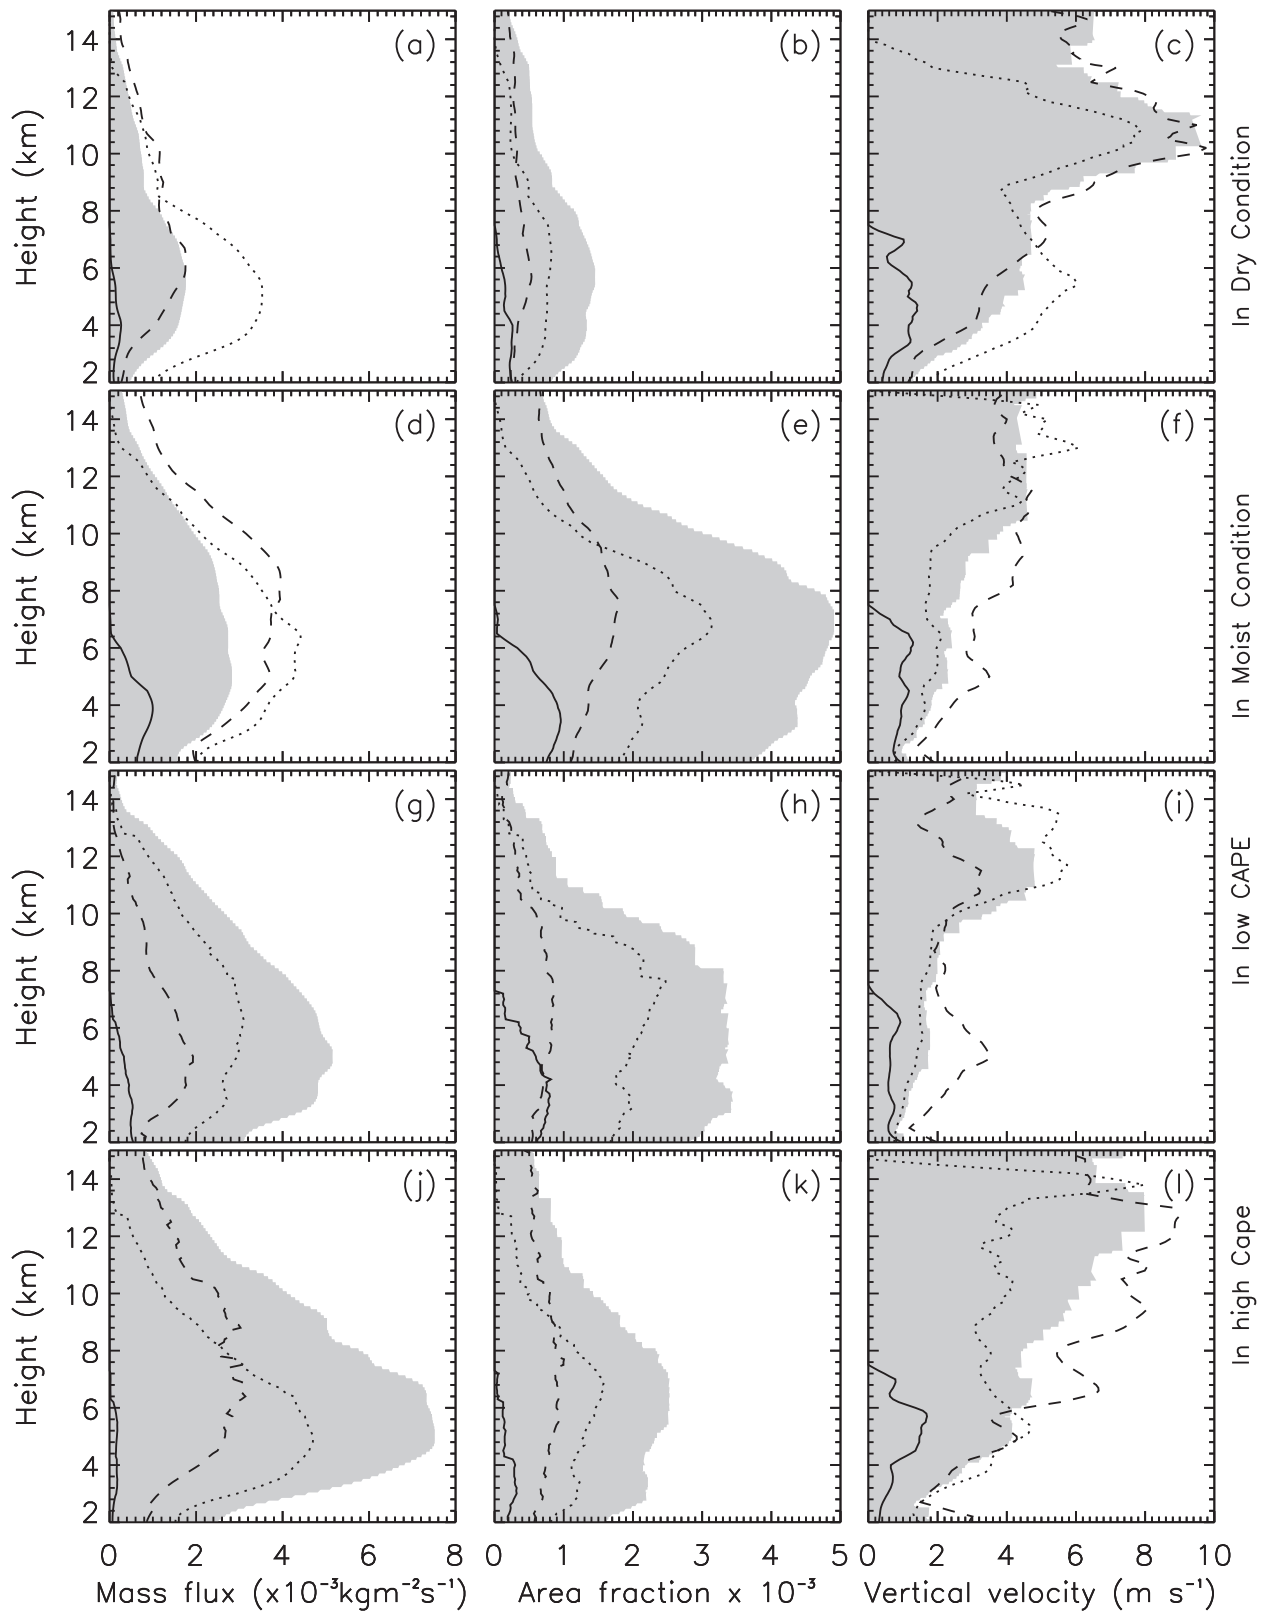 14
12
10
8
6
4
2
Height (km)
(a)
(b)
(c)
In Dry Condition
14
12
10
8
6
4
2
Height (km)
(d)
(e)
(f)
In Moist Condition
14
12
10
8
6
4
2
Height (km)
(g)
(h)
(i)
In low CAPE
14
12
10
8
6
4
2
Height (km)
(j)
(k)
(l)
In high Cape
0 2 4 6 8
0 1 2 3 4 5
0 2 4 6 8 10
Mass flux (x10⁻³kgm⁻²s⁻¹)
Area fraction x 10⁻³
Vertical velocity (m s⁻¹)